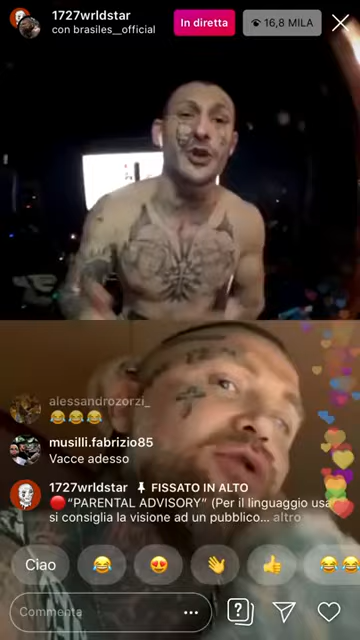 1727wrldstar
con brasiles__official
In diretta
16,8 MILA
alessandrozorzi_
😂😂😂
musilli.fabrizio85
Vacce adesso
1727wrldstar 📌 FISSATO IN ALTO
🔴“PARENTAL ADVISORY” (Per il linguaggio usa
si consiglia la visione ad un pubblico... altro
Ciao 😂 😍 👋 👍 😂😂
Commenta